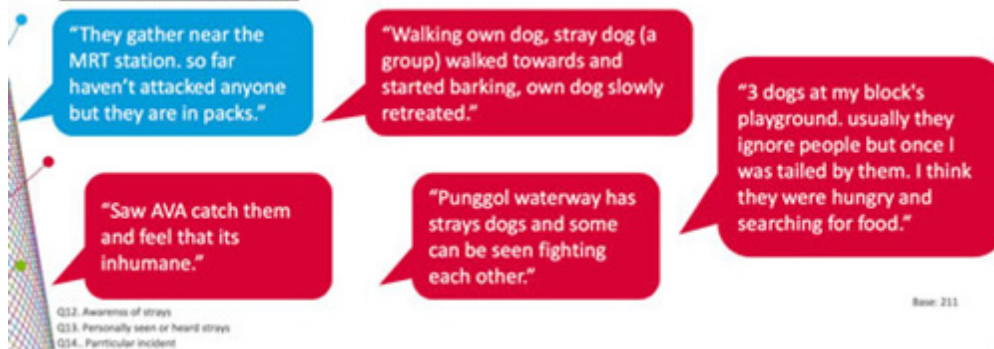 “They gather near the
MRT station. so far
haven’t attacked anyone
but they are in packs.”
“Walking own dog, stray dog (a
group) walked towards and
started barking, own dog slowly
retreated.”
“3 dogs at my block's
playground. usually they
ignore people but once I
was tailed by them. I think
they were hungry and
searching for food.”
“Saw AVA catch them
and feel that its
inhumane.”
“Punggol waterway has
strays dogs and some
can be seen fighting
each other.”
Base: 211
Q12. Awarenss of strays
Q13. Personally seen or heard strays
Q14.. Parrticular incident